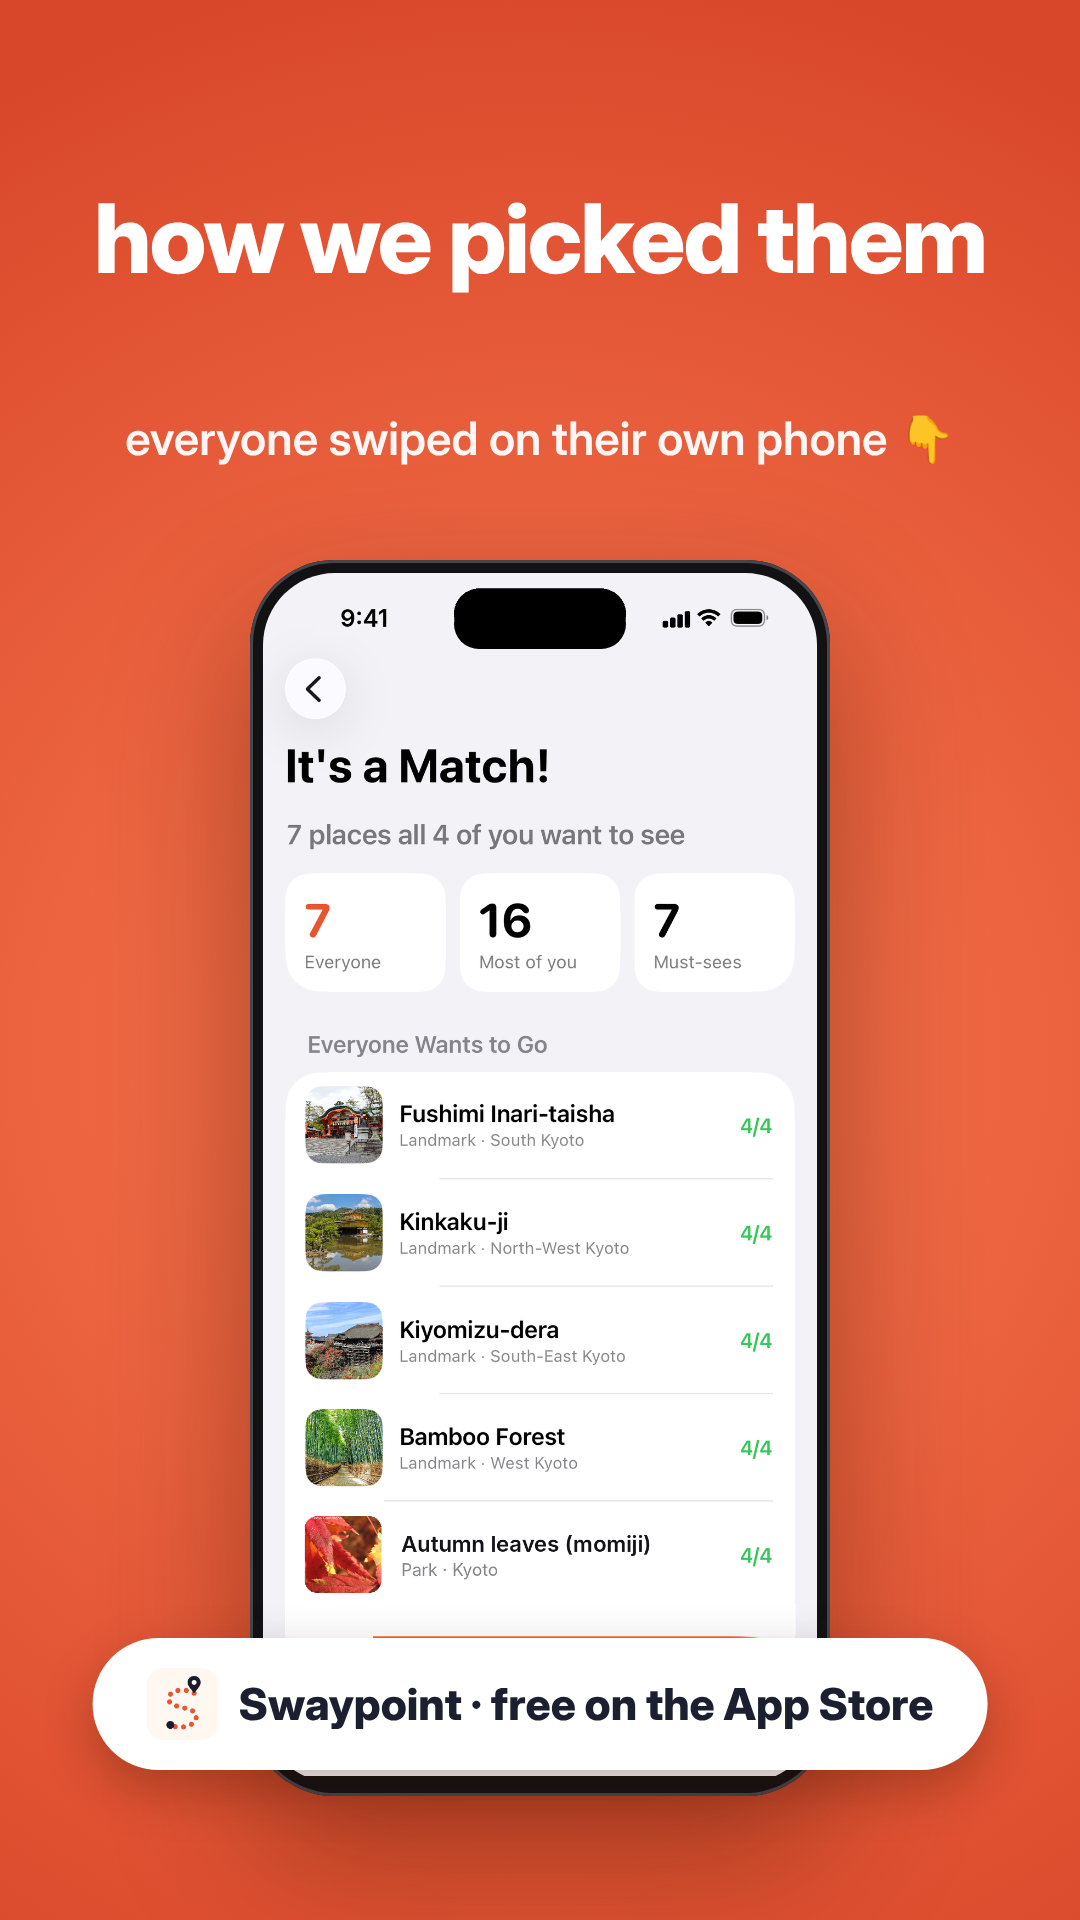 how we picked them
everyone swiped on their own phone 👇
9:41
It's a Match!
7 places all 4 of you want to see
7
Everyone
16
Most of you
7
Must-sees
Everyone Wants to Go
Fushimi Inari-taisha
Landmark · South Kyoto
4/4
Kinkaku-ji
Landmark · North-West Kyoto
4/4
Kiyomizu-dera
Landmark · South-East Kyoto
4/4
Bamboo Forest
Landmark · West Kyoto
4/4
Autumn leaves (momiji)
Park · Kyoto
4/4
Swaypoint · free on the App Store